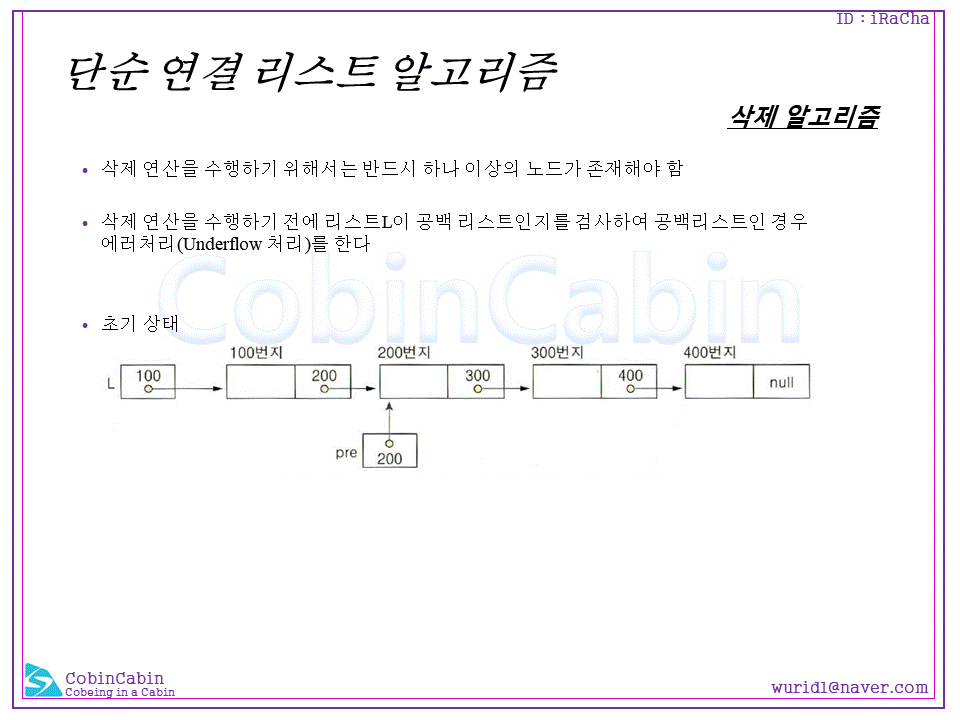 ID : iRaCha
단순 연결 리스트 알고리즘
삭제 알고리즘
• 삭제 연산을 수행하기 위해서는 반드시 하나 이상의 노드가 존재해야 함
• 삭제 연산을 수행하기 전에 리스트L이 공백 리스트인지를 검사하여 공백리스트인 경우
에러처리(Underflow 처리)를 한다
CobinCabin
• 초기 상태
100번지 200번지 300번지 400번지
L 100 200 300 400 null
pre 200
CobinCabin
Cobeing in a Cabin
wurid1@naver.com